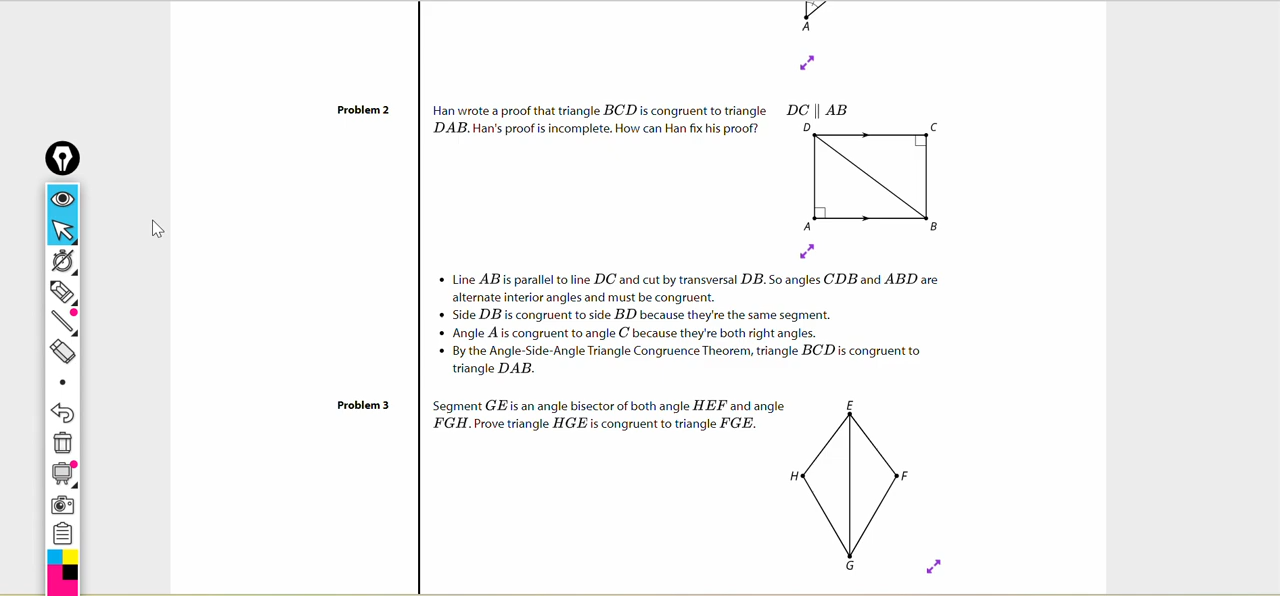 A
Problem 2
Han wrote a proof that triangle BCD is congruent to triangle
DAB. Han's proof is incomplete. How can Han fix his proof?
DC ∥ AB
D
C
A
B
• Line AB is parallel to line DC and cut by transversal DB. So angles CDB and ABD are
alternate interior angles and must be congruent.
• Side DB is congruent to side BD because they're the same segment.
• Angle A is congruent to angle C because they're both right angles.
• By the Angle-Side-Angle Triangle Congruence Theorem, triangle BCD is congruent to
triangle DAB.
Problem 3
Segment GE is an angle bisector of both angle HEF and angle
FGH. Prove triangle HGE is congruent to triangle FGE.
E
H
F
G